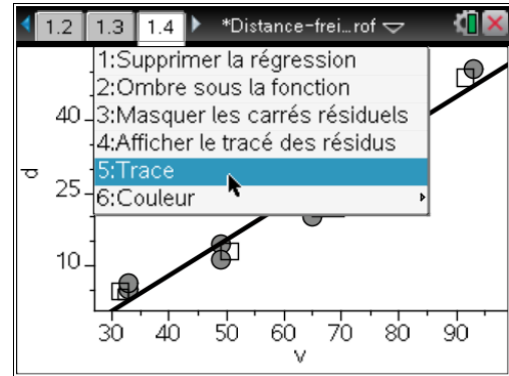 1.2 1.3 1.4 *Distance-frei…rof
1:Supprimer la régression
2:Ombre sous la fonction
3:Masquer les carrés résiduels
4:Afficher le tracé des résidus
5:Trace
6:Couleur
40
25
10
d
30 40 50 60 70 80 90
v